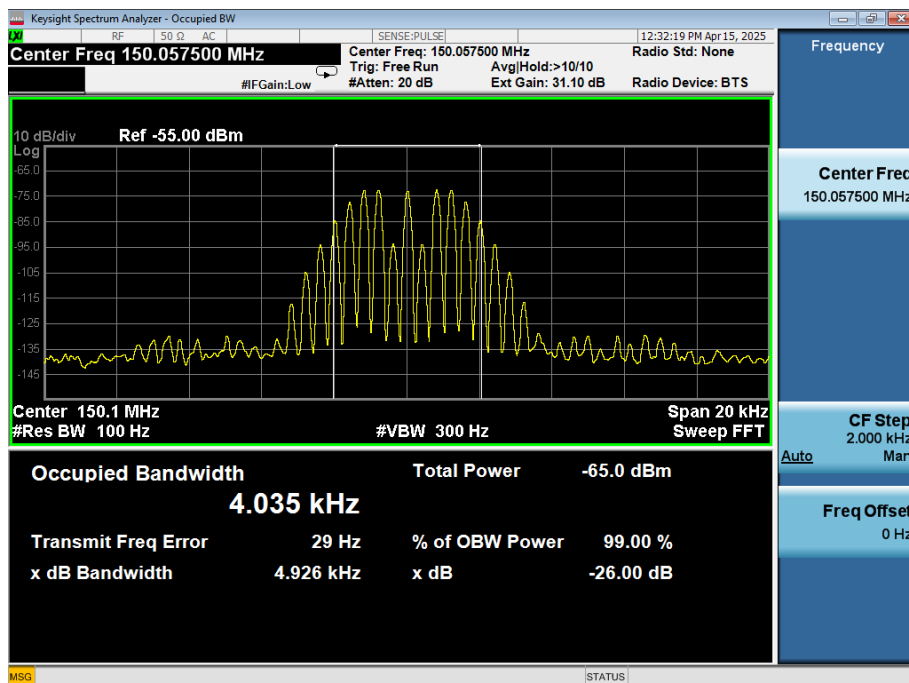 Keysight Spectrum Analyzer - Occupied BW
LXI RF 50 Ω AC SENSE:PULSE 12:32:19 PM Apr 15, 2025
Center Freq 150.057500 MHz
Center Freq: 150.057500 MHz Radio Std: None
Trig: Free Run Avg|Hold:>10/10
#IFGain:Low #Atten: 20 dB Ext Gain: 31.10 dB Radio Device: BTS
10 dB/div Ref -55.00 dBm
Log
-65.0
-75.0
-85.0
-95.0
-105
-115
-125
-135
-145
Center 150.1 MHz Span 20 kHz
#Res BW 100 Hz #VBW 300 Hz Sweep FFT
Occupied Bandwidth Total Power -65.0 dBm
4.035 kHz
Transmit Freq Error 29 Hz % of OBW Power 99.00 %
x dB Bandwidth 4.926 kHz x dB -26.00 dB
MSG STATUS
Frequency
Center Freq
150.057500 MHz
CF Step
2.000 kHz
Auto Man
Freq Offset
0 Hz